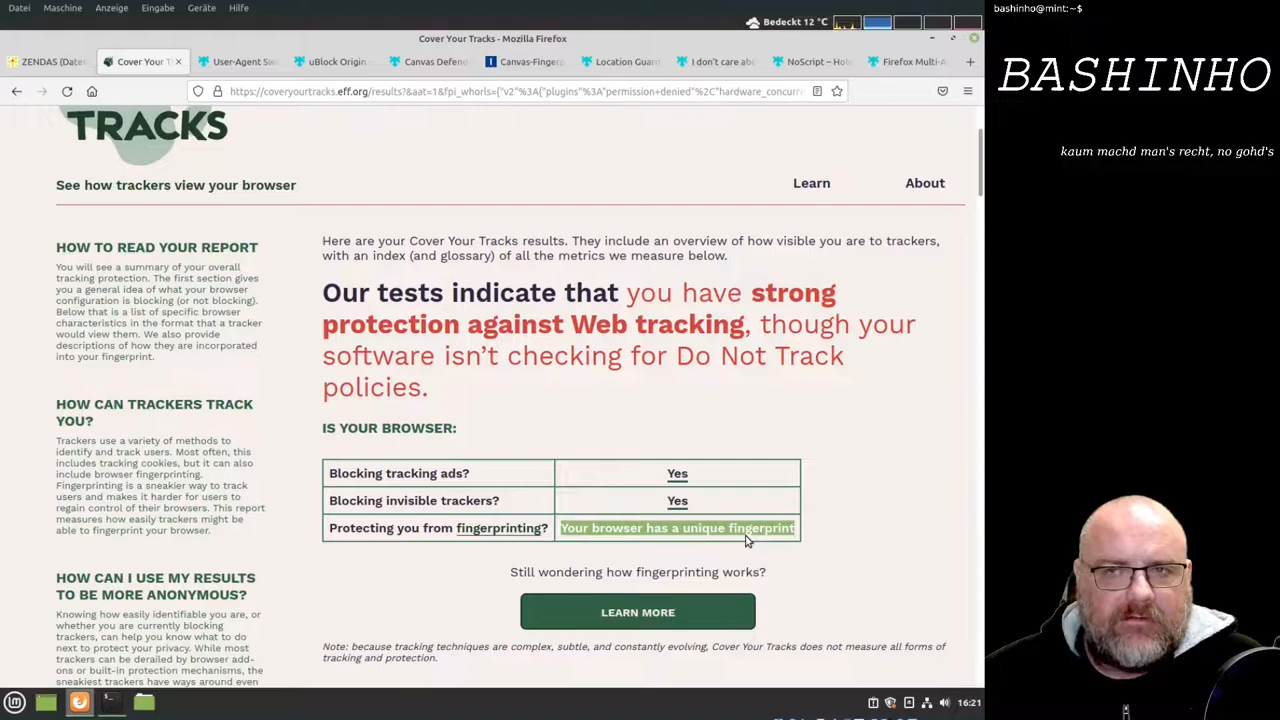 Datei Maschine Anzeige Eingabe Geräte Hilfe
bashinho@mint:~$
Bedeckt 12 °C
Cover Your Tracks - Mozilla Firefox
ZENDAS (Date
Cover Your T
User-Agent Sw
uBlock Origin
Canvas Defend
Canvas-Fingerp
Location Guard
I don't care ab
NoScript – Hol
Firefox Multi-A
https://coveryourtracks.eff.org/results?&aat=1&fpi_whorls={"v2"%3A{"plugins"%3A"permission+denied"%2C"hardware_concurre
BASHINHO
kaum machd man's recht, no gohd's
TRACKS
See how trackers view your browser
Learn
About
HOW TO READ YOUR REPORT
You will see a summary of your overall
tracking protection. The first section gives
you a general idea of what your browser
configuration is blocking (or not blocking).
Below that is a list of specific browser
characteristics in the format that a tracker
would view them. We also provide
descriptions of how they are incorporated
into your fingerprint.
HOW CAN TRACKERS TRACK
YOU?
Trackers use a variety of methods to
identify and track users. Most often, this
includes tracking cookies, but it can also
include browser fingerprinting.
Fingerprinting is a sneakier way to track
users and makes it harder for users to
regain control of their browsers. This report
measures how easily trackers might be
able to fingerprint your browser.
HOW CAN I USE MY RESULTS
TO BE MORE ANONYMOUS?
Knowing how easily identifiable you are, or
whether you are currently blocking
trackers, can help you know what to do
next to protect your privacy. While most
trackers can be derailed by browser add-
ons or built-in protection mechanisms, the
sneakiest trackers have ways around even
Here are your Cover Your Tracks results. They include an overview of how visible you are to trackers,
with an index (and glossary) of all the metrics we measure below.
Our tests indicate that you have strong
protection against Web tracking, though your
software isn't checking for Do Not Track
policies.
IS YOUR BROWSER:
Blocking tracking ads? Yes
Blocking invisible trackers? Yes
Protecting you from fingerprinting? Your browser has a unique fingerprint
Still wondering how fingerprinting works?
LEARN MORE
Note: because tracking techniques are complex, subtle, and constantly evolving, Cover Your Tracks does not measure all forms of
tracking and protection.
16:21